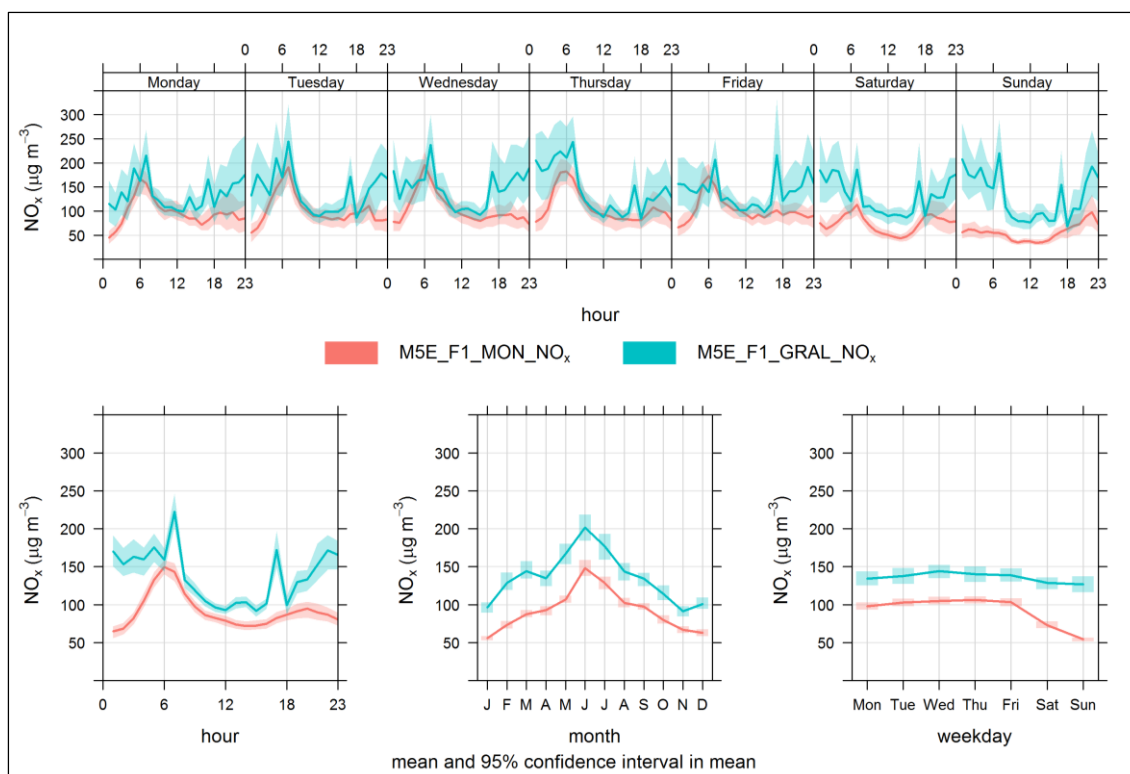 0 6 12 18 23 0 6 12 18 23 0 6 12 18 23
Monday Tuesday Wednesday Thursday Friday Saturday Sunday
NOₓ (µg m⁻³)
300
250
200
150
100
50
0 6 12 18 23 0 6 12 18 23 0 6 12 18 23 0 6 12 18 23
hour
M5E_F1_MON_NOₓ M5E_F1_GRAL_NOₓ
NOₓ (µg m⁻³)
300
250
200
150
100
50
0 6 12 18 23
hour
NOₓ (µg m⁻³)
300
250
200
150
100
50
J F M A M J J A S O N D
month
NOₓ (µg m⁻³)
300
250
200
150
100
50
Mon Tue Wed Thu Fri Sat Sun
weekday
mean and 95% confidence interval in mean